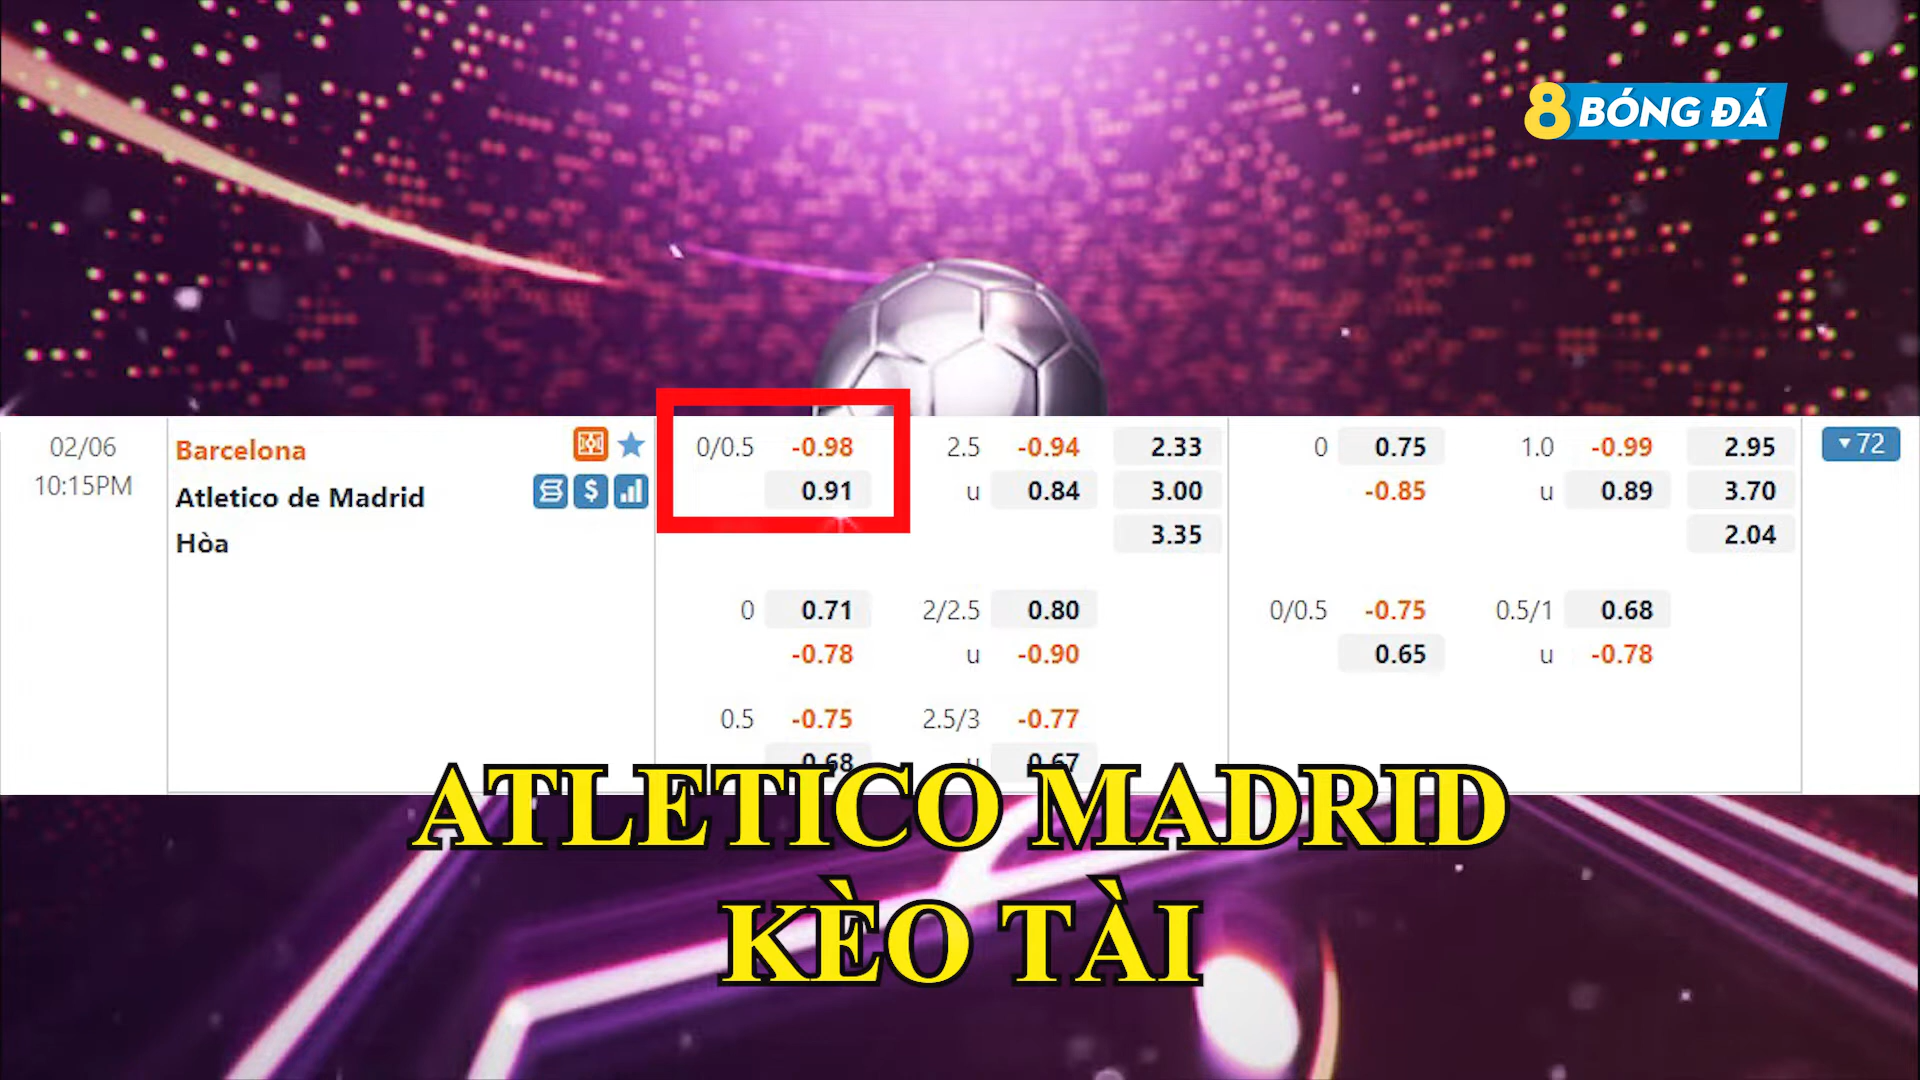 8 BÓNG ĐÁ
02/06 Barcelona 0/0.5 -0.98 2.5 -0.94 2.33 0 0.75 1.0 -0.99 2.95 72
10:15PM Atletico de Madrid $ 0.91 u 0.84 3.00 -0.85 u 0.89 3.70
Hòa 3.35 2.04
0 0.71 2/2.5 0.80 0/0.5 -0.75 0.5/1 0.68
-0.78 u -0.90 0.65 u -0.78
0.5 -0.75 2.5/3 -0.77
0.68 u 0.67
ATLETICO MADRID
KÈO TÀI